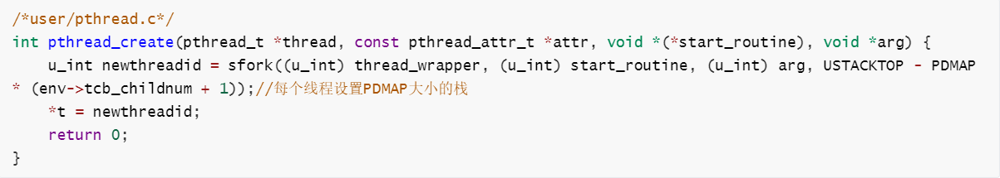 /*user/pthread.c*/
int pthread_create(pthread_t *thread, const pthread_attr_t *attr, void *(*start_routine), void *arg) {
    u_int newthreadid = sfork((u_int) thread_wrapper, (u_int) start_routine, (u_int) arg, USTACKTOP - PDMAP
* (env->tcb_childnum + 1));//每个线程设置PDMAP大小的栈
    *t = newthreadid;
    return 0;
}